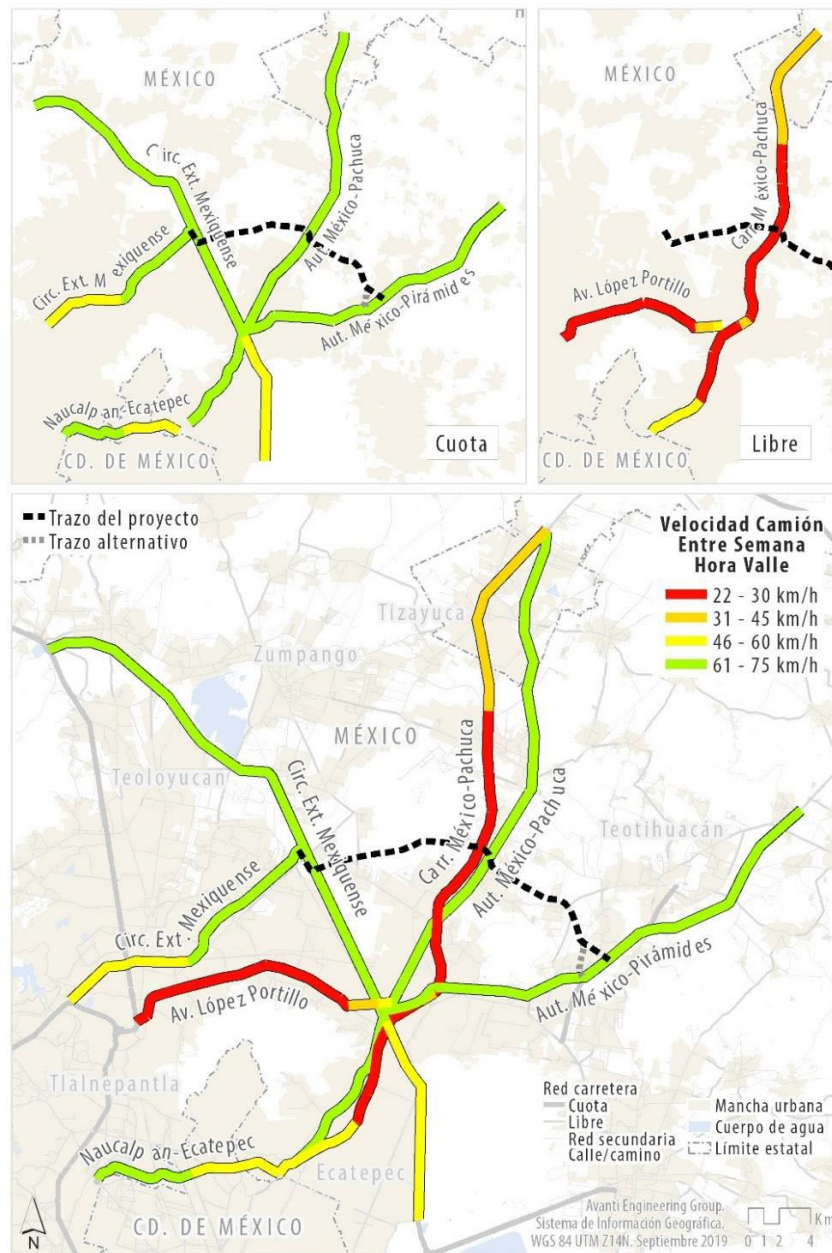 MÉXICO
Circ. Ext. Mexiquense
Aut. México-Pachuca
Circ. Ext. Mexiquense
Aut. México-Pirámides
Naucalpan-Ecatepec
CD. DE MÉXICO
Cuota
MÉXICO
Carr. México-Pachuca
Av. López Portillo
CD. DE MÉXICO
Libre
Trazo del proyecto
Trazo alternativo
Velocidad Camión
Entre Semana
Hora Valle
22 - 30 km/h
31 - 45 km/h
46 - 60 km/h
61 - 75 km/h
Tizayuca
Zumpango
MÉXICO
Teoloyucan
Circ. Ext. Mexiquense
Carr. México-Pachuca
Aut. México-Pachuca
Teotihuacán
Circ. Ext. Mexiquense
Av. López Portillo
Aut. México-Pirámides
Tlalnepantla
Naucalpan-Ecatepec
Ecatepec
CD. DE MÉXICO
Red carretera
Cuota
Libre
Red secundaria
Calle/camino
Mancha urbana
Cuerpo de agua
Límite estatal
Avanti Engineering Group.
Sistema de Información Geográfica.
WGS 84 UTM Z14N. Septiembre 2019
Km
0 1 2 4
N